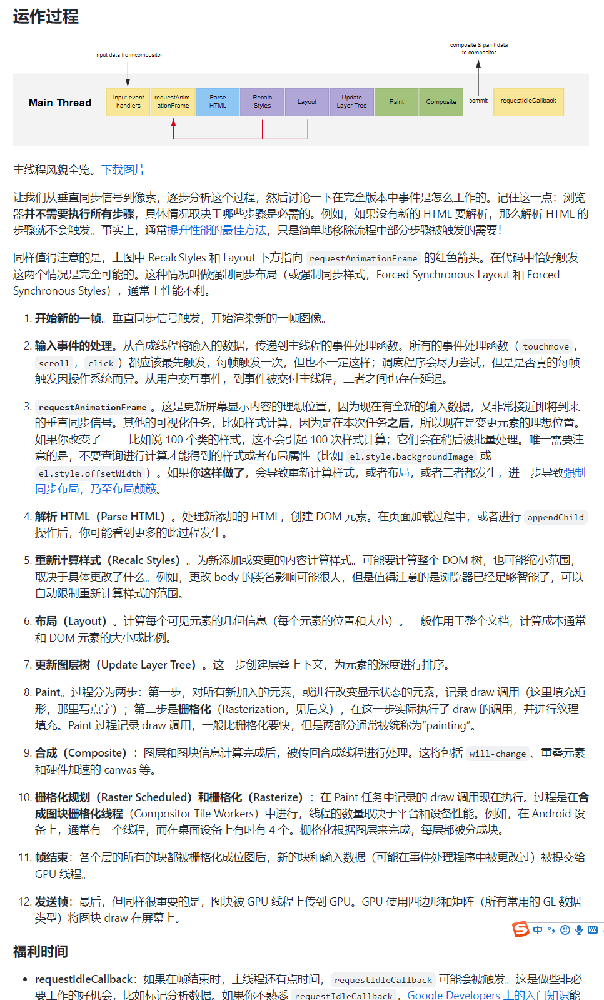 运作过程
composite & paint data
to compositor
input data from compositor
Main Thread
Input event
handlers
requestAnim-
ationFrame
Parse
HTML
Recalc
Styles
Layout
Update
Layer Tree
Paint
Composite
commit
requestIdleCallback
主线程风貌全览。下载图片
让我们从垂直同步信号到像素，逐步分析这个过程，然后讨论一下在完全版本中事件是怎么工作的。记住这一点：浏览
器并不需要执行所有步骤，具体情况取决于哪些步骤是必需的。例如，如果没有新的 HTML 要解析，那么解析 HTML 的
步骤就不会触发。事实上，通常提升性能的最佳方法，只是简单地移除流程中部分步骤被触发的需要！
同样值得注意的是，上图中 RecalcStyles 和 Layout 下方指向 requestAnimationFrame 的红色箭头。在代码中恰好触发
这两个情况是完全可能的。这种情况叫做强制同步布局（或强制同步样式，Forced Synchronous Layout 和 Forced
Synchronous Styles），通常于性能不利。
1. 开始新的一帧。垂直同步信号触发，开始渲染新的一帧图像。
2. 输入事件的处理。从合成线程将输入的数据，传递到主线程的事件处理函数。所有的事件处理函数（touchmove，
scroll，click）都应该最先触发，每帧触发一次，但也不一定这样；调度程序会尽力尝试，但是是否真的每帧
触发因操作系统而异。从用户交互事件，到事件被交付主线程，二者之间也存在延迟。
3. requestAnimationFrame。这是更新屏幕显示内容的理想位置，因为现在有全新的输入数据，又非常接近即将到来
的垂直同步信号。其他的可视化任务，比如样式计算，因为是在本次任务之后，所以现在是变更元素的理想位置。
如果你改变了 —— 比如说 100 个类的样式，这不会引起 100 次样式计算；它们会在稍后被批量处理。唯一需要注
意的是，不要查询进行计算才能得到的样式或者布局属性（比如 el.style.backgroundImage 或
el.style.offsetWidth）。如果你这样做了，会导致重新计算样式，或者布局，或者二者都发生，进一步导致强制
同步布局，乃至布局颠簸。
4. 解析 HTML（Parse HTML）。处理新添加的 HTML，创建 DOM 元素。在页面加载过程中，或者进行 appendChild
操作后，你可能看到更多的此过程发生。
5. 重新计算样式（Recalc Styles）。为新添加或变更的内容计算样式。可能要计算整个 DOM 树，也可能缩小范围，
取决于具体更改了什么。例如，更改 body 的类名影响可能很大，但是值得注意的是浏览器已经足够智能了，可以
自动限制重新计算样式的范围。
6. 布局（Layout）。计算每个可见元素的几何信息（每个元素的位置和大小）。一般作用于整个文档，计算成本通常
和 DOM 元素的大小成比例。
7. 更新图层树（Update Layer Tree）。这一步创建层叠上下文，为元素的深度进行排序。
8. Paint。过程分为两步：第一步，对所有新加入的元素，或进行改变显示状态的元素，记录 draw 调用（这里填充矩
形，那里写点字）；第二步是栅格化（Rasterization，见后文），在这一步实际执行了 draw 的调用，并进行纹理
填充。Paint 过程记录 draw 调用，一般比栅格化要快，但是两部分通常被统称为“painting”。
9. 合成（Composite）：图层和图块信息计算完成后，被传回合成线程进行处理。这将包括 will-change、重叠元素
和硬件加速的 canvas 等。
10. 栅格化规划（Raster Scheduled）和栅格化（Rasterize）：在 Paint 任务中记录的 draw 调用现在执行。过程是在合
成图块栅格化线程（Compositor Tile Workers）中进行，线程的数量取决于平台和设备性能。例如，在 Android 设
备上，通常有一个线程，而在桌面设备上有时有 4 个。栅格化根据图层来完成，每层都被分成块。
11. 帧结束：各个层的所有的块都被栅格化成位图后，新的块和输入数据（可能在事件处理程序中被更改过）被提交给
GPU 线程。
12. 发送帧：最后，但同样很重要的是，图块被 GPU 线程上传到 GPU。GPU 使用四边形和矩阵（所有常用的 GL 数据
类型）将图块 draw 在屏幕上。
S 中
福利时间
• requestIdleCallback：如果在帧结束时，主线程还有点时间，requestIdleCallback 可能会被触发。这是做些非必
要工作的好机会，比如标记分析数据。如果你不熟悉 requestIdleCallback，Google Developers 上的入门知识能